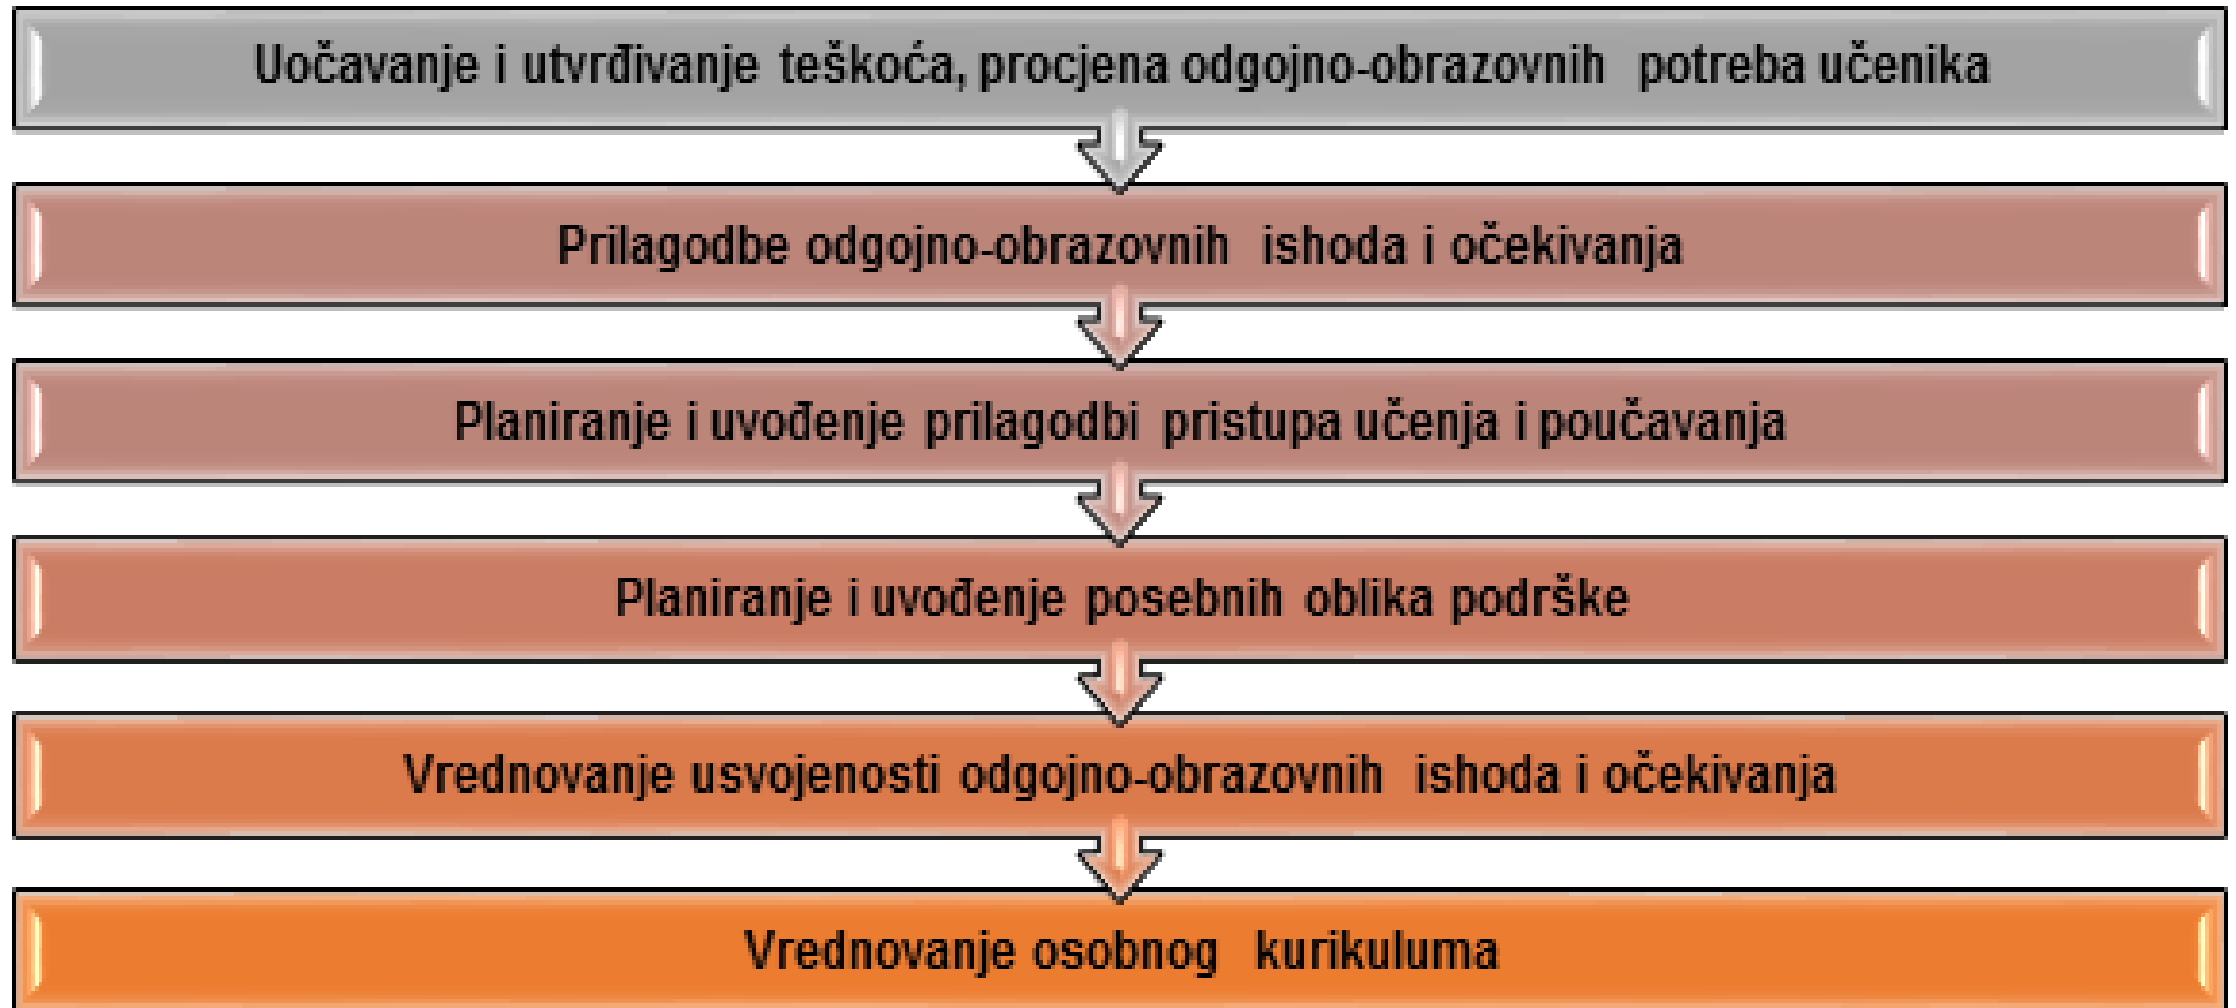 Uočavanje i utvrđivanje teškoća, procjena odgojno-obrazovnih potreba učenika
Prilagodbe odgojno-obrazovnih ishoda i očekivanja
Planiranje i uvođenje prilagodbi pristupa učenja i poučavanja
Planiranje i uvođenje posebnih oblika podrške
Vrednovanje usvojenosti odgojno-obrazovnih ishoda i očekivanja
Vrednovanje osobnog kurikuluma